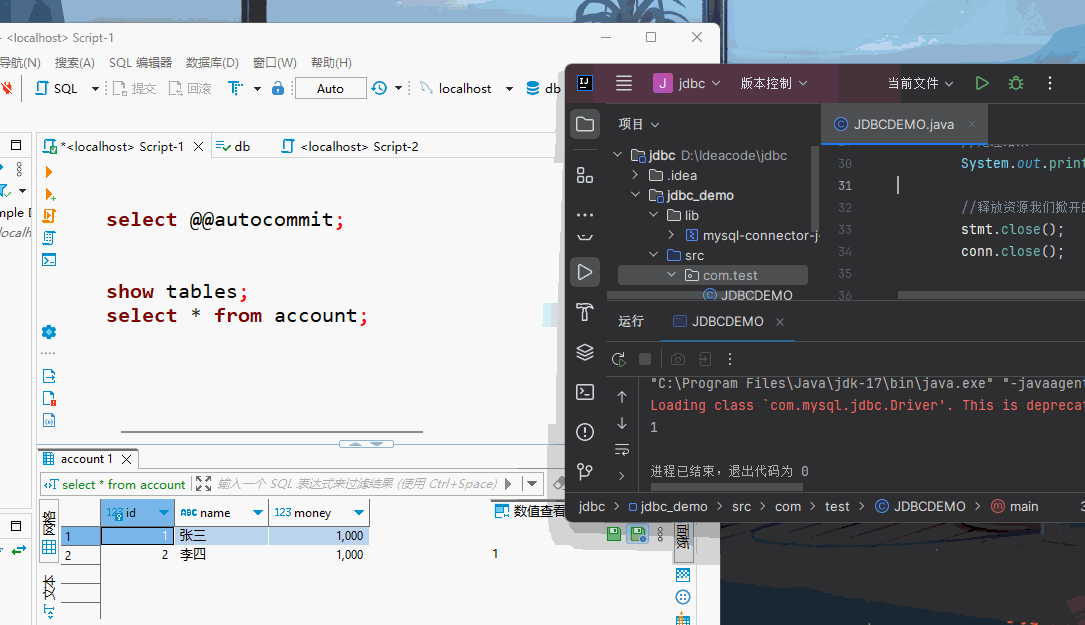 - <localhost> Script-1
导航(N) 搜索(A) SQL 编辑器 数据库(D) 窗口(W) 帮助(H)
SQL 提交 回滚 T Auto localhost db
*<localhost> Script-1 db <localhost> Script-2
select @@autocommit;
show tables;
select * from account;
account 1
select * from account 输入一个 SQL 表达式来过滤结果 (使用 Ctrl+Space)
网格
123 id ABC name 123 money
数值查看
1 1 张三 1,000
2 2 李四 1,000
1
文本
jdbc 版本控制 当前文件
项目
JDBCDEMO.java
jdbc D:\Ideacode\jdbc
.idea
jdbc_demo
lib
mysql-connector-j-
src
com.test
JDBCDEMO
30 System.out.print
31
32 //释放资源我们掀开的
33 stmt.close();
34 conn.close();
35
36
运行 JDBCDEMO
"C:\Program Files\Java\jdk-17\bin\java.exe" "-javaagent
Loading class `com.mysql.jdbc.Driver'. This is deprecat
1
进程已结束，退出代码为 0
jdbc > jdbc_demo > src > com > test > JDBCDEMO > main